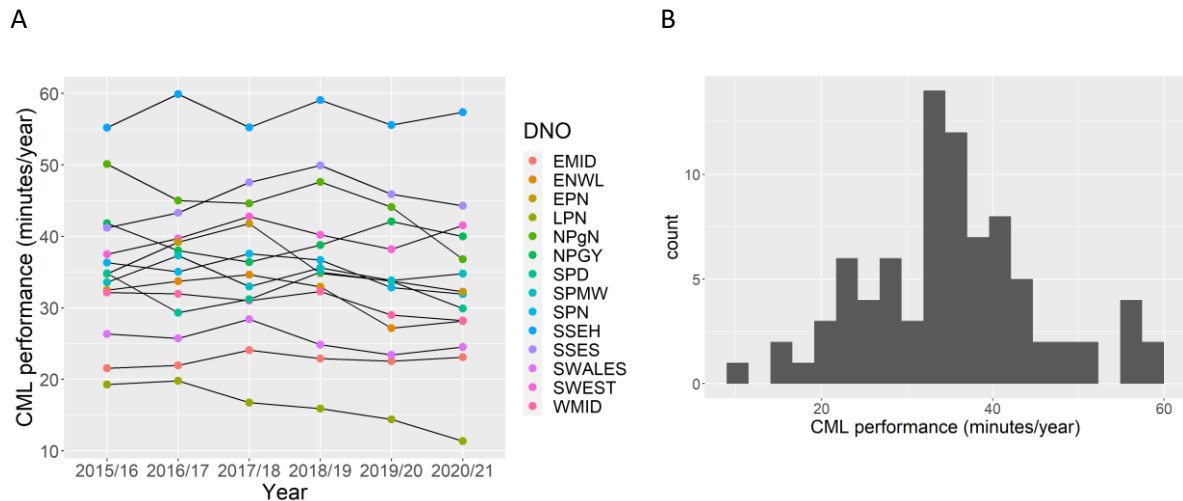 A
B
CML performance (minutes/year)
60
50
40
30
20
10
2015/16 2016/17 2017/18 2018/19 2019/20 2020/21
Year
DNO
EMID
ENWL
EPN
LPN
NPgN
NPGY
SPD
SPMW
SPN
SSEH
SSES
SWALES
SWEST
WMID
count
10
5
0
20 40 60
CML performance (minutes/year)